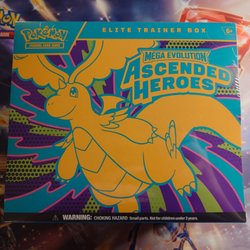 ELITE TRAINER BOX
6+
Pokémon
TRADING CARD GAME
MEGA EVOLUTION
ASCENDED
HEROES
WARNING: CHOKING HAZARD Small parts. Not for children under 3 years.